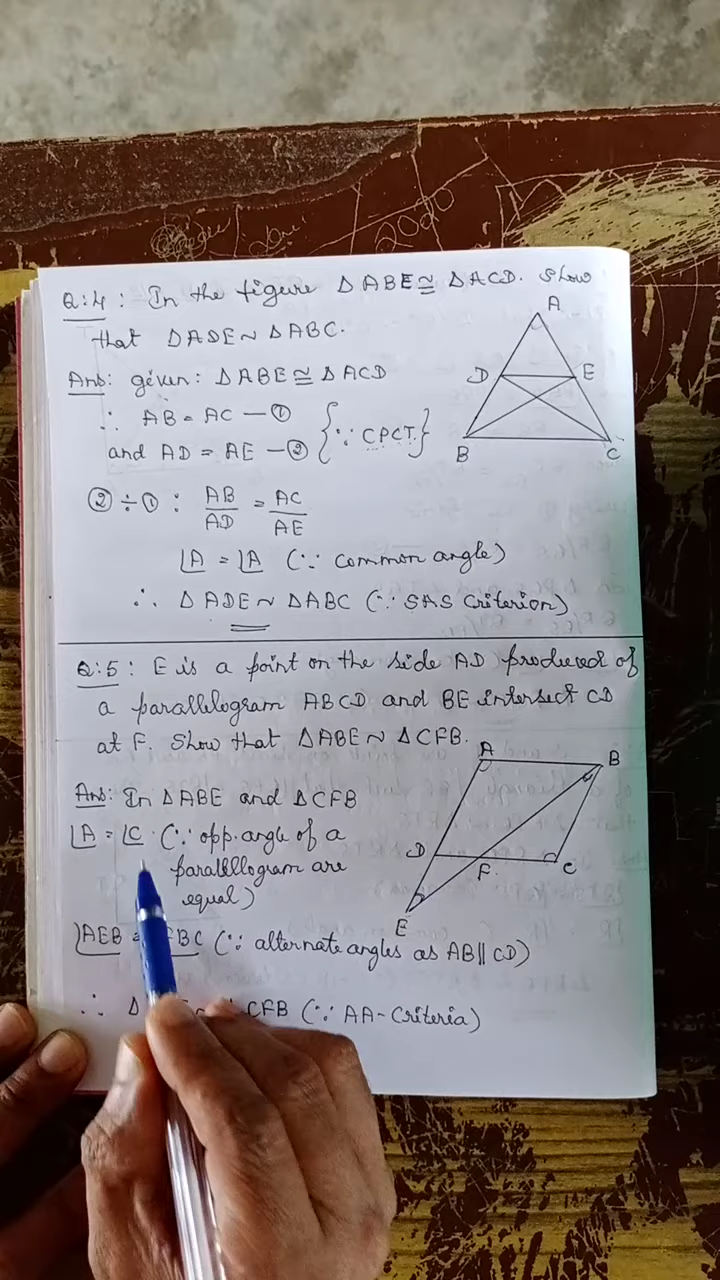 2020
Q:4: In the figure ΔABE ≅ ΔACD. Show
that ΔADE ~ ΔABC.
Ans: given: ΔABE ≅ ΔACD
∴ AB = AC — ①
and AD = AE — ② {∵ CPCT}
② ÷ ① : AB/AD = AC/AE
∠A = ∠A (∵ common angle)
∴ ΔADE ~ ΔABC (∵ SAS Criterion)
A
D
E
B
C
Q:5: E is a point on the side AD produced of
a parallelogram ABCD and BE intersect CD
at F. Show that ΔABE ~ ΔCFB.
Ans: In ΔABE and ΔCFB
∠A = ∠C (∵ opp. angle of a
parallelogram are
equal)
∠AEB = BC (∵ alternate angles as AB || CD)
∴ Δ CFB (∵ AA-Criteria)
A
B
D
F
C
E